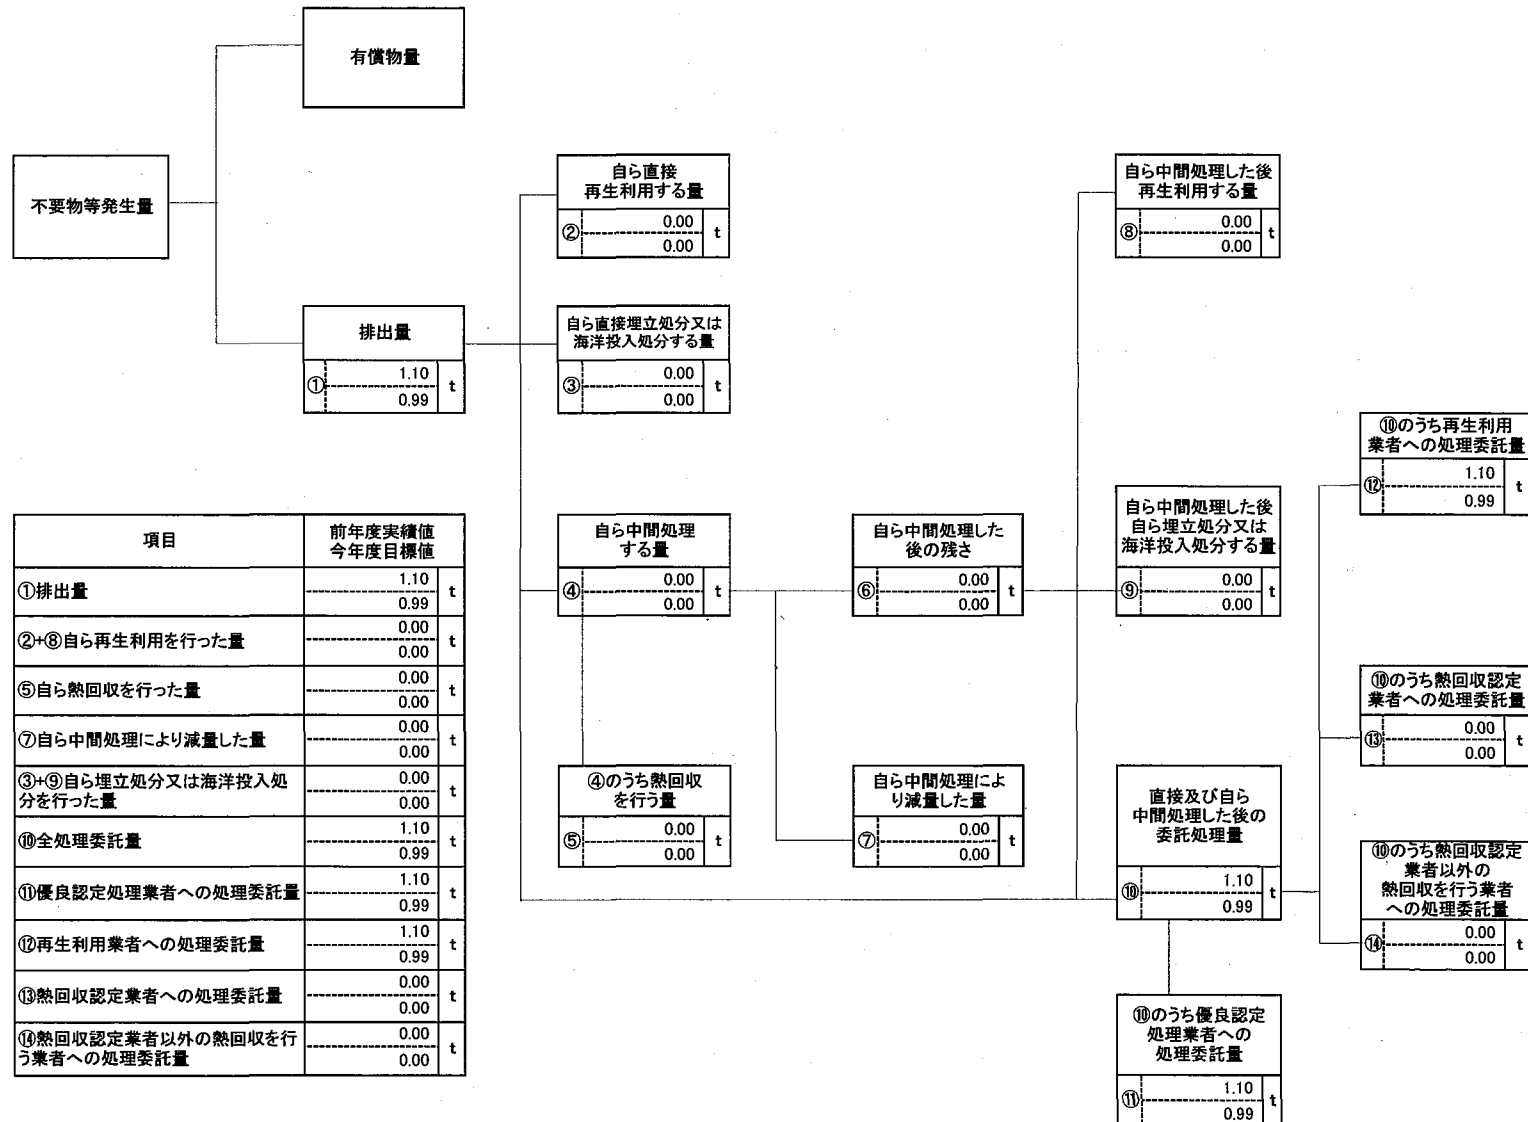 有償物量
不要物等発生量
排出量
①
1.10
0.99
t
自ら直接
再生利用する量
②
0.00
0.00
t
自ら直接埋立処分又は
海洋投入処分する量
③
0.00
0.00
t
自ら中間処理
する量
④
0.00
0.00
t
④のうち熱回収
を行う量
⑤
0.00
0.00
t
自ら中間処理した
後の残さ
⑥
0.00
0.00
t
自ら中間処理によ
り減量した量
⑦
0.00
0.00
t
自ら中間処理した後
再生利用する量
⑧
0.00
0.00
t
自ら中間処理した後
自ら埋立処分又は
海洋投入処分する量
⑨
0.00
0.00
t
直接及び自ら
中間処理した後の
委託処理量
⑩
1.10
0.99
t
⑩のうち優良認定
処理業者への
処理委託量
⑪
1.10
0.99
t
⑩のうち再生利用
業者への処理委託量
⑫
1.10
0.99
t
⑩のうち熱回収認定
業者への処理委託量
⑬
0.00
0.00
t
⑩のうち熱回収認定
業者以外の
熱回収を行う業者
への処理委託量
⑭
0.00
0.00
t
項目
前年度実績値
今年度目標値
①排出量
1.10
0.99
t
②+⑧自ら再生利用を行った量
0.00
0.00
t
⑤自ら熱回収を行った量
0.00
0.00
t
⑦自ら中間処理により減量した量
0.00
0.00
t
③+⑨自ら埋立処分又は海洋投入処
分を行った量
0.00
0.00
t
⑩全処理委託量
1.10
0.99
t
⑪優良認定処理業者への処理委託量
1.10
0.99
t
⑫再生利用業者への処理委託量
1.10
0.99
t
⑬熱回収認定業者への処理委託量
0.00
0.00
t
⑭熱回収認定業者以外の熱回収を行
う業者への処理委託量
0.00
0.00
t